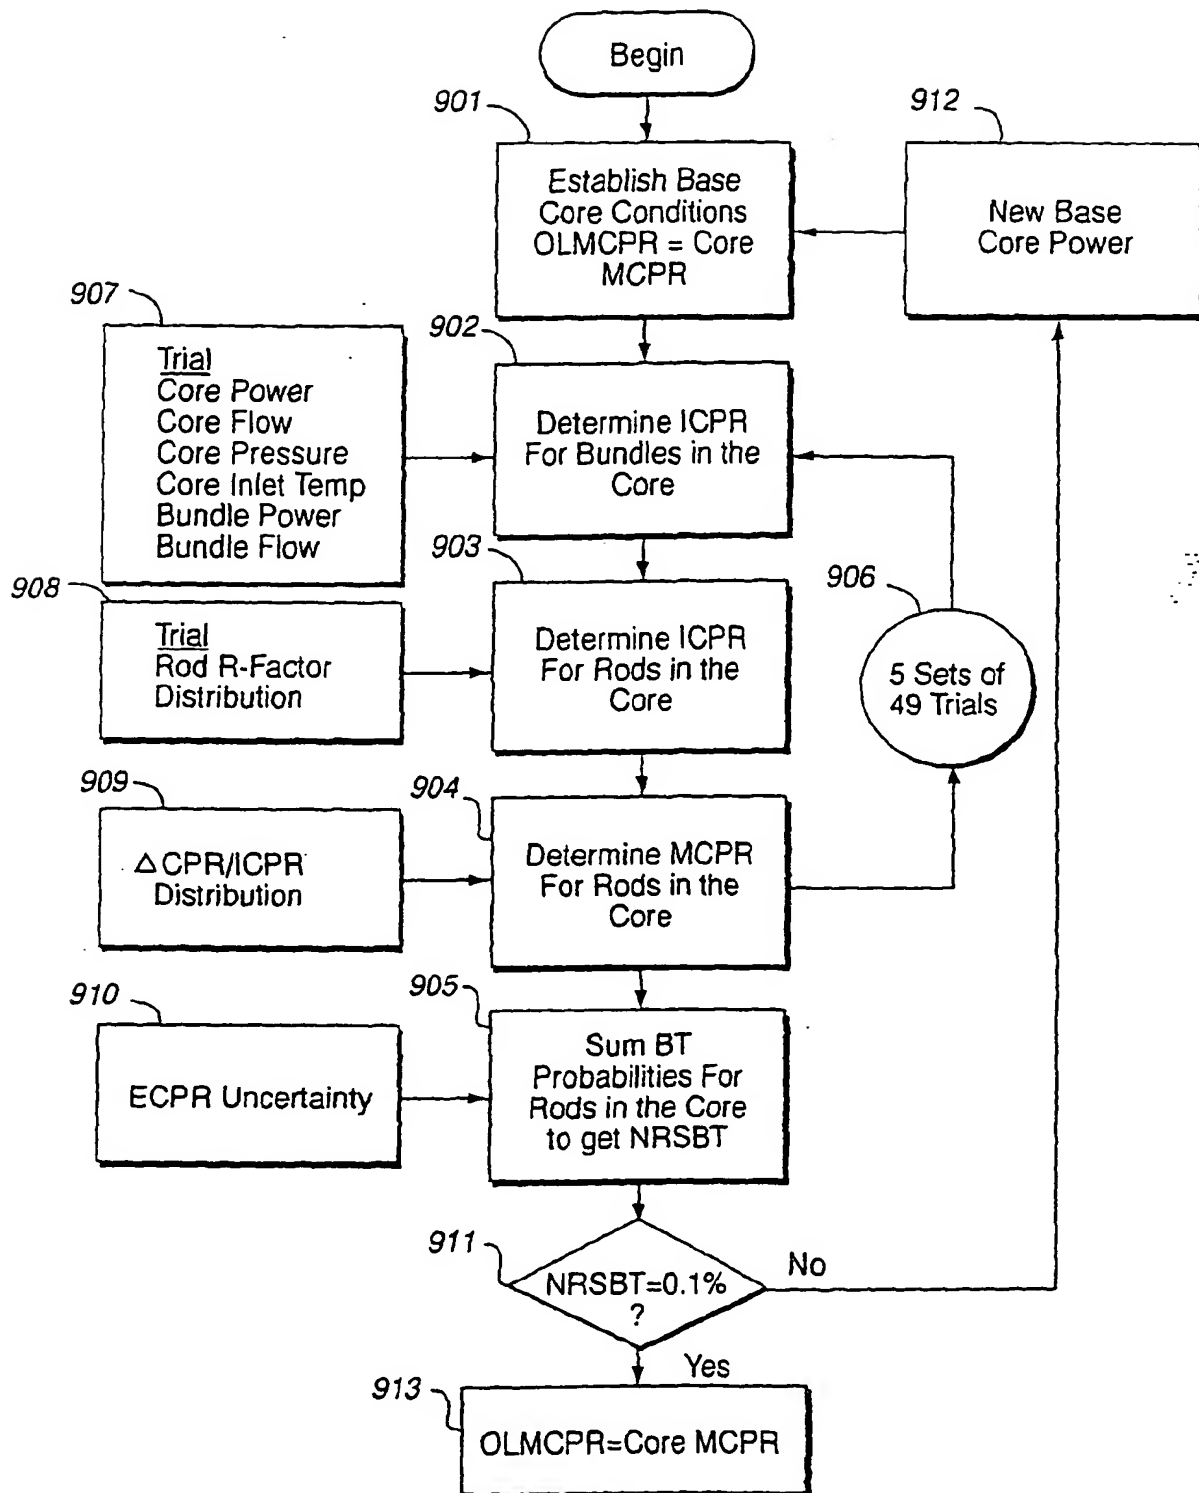 Begin
901
Establish Base
Core Conditions
OLMCPR = Core
MCPR
912
New Base
Core Power
907
Trial
Core Power
Core Flow
Core Pressure
Core Inlet Temp
Bundle Power
Bundle Flow
902
Determine ICPR
For Bundles in the
Core
908
Trial
Rod R-Factor
Distribution
903
Determine ICPR
For Rods in the
Core
906
5 Sets of
49 Trials
909
Δ CPR/ICPR
Distribution
904
Determine MCPR
For Rods in the
Core
910
ECPR Uncertainty
905
Sum BT
Probabilities For
Rods in the Core
to get NRSBT
911
NRSBT=0.1%
?
No
Yes
913
OLMCPR=Core MCPR